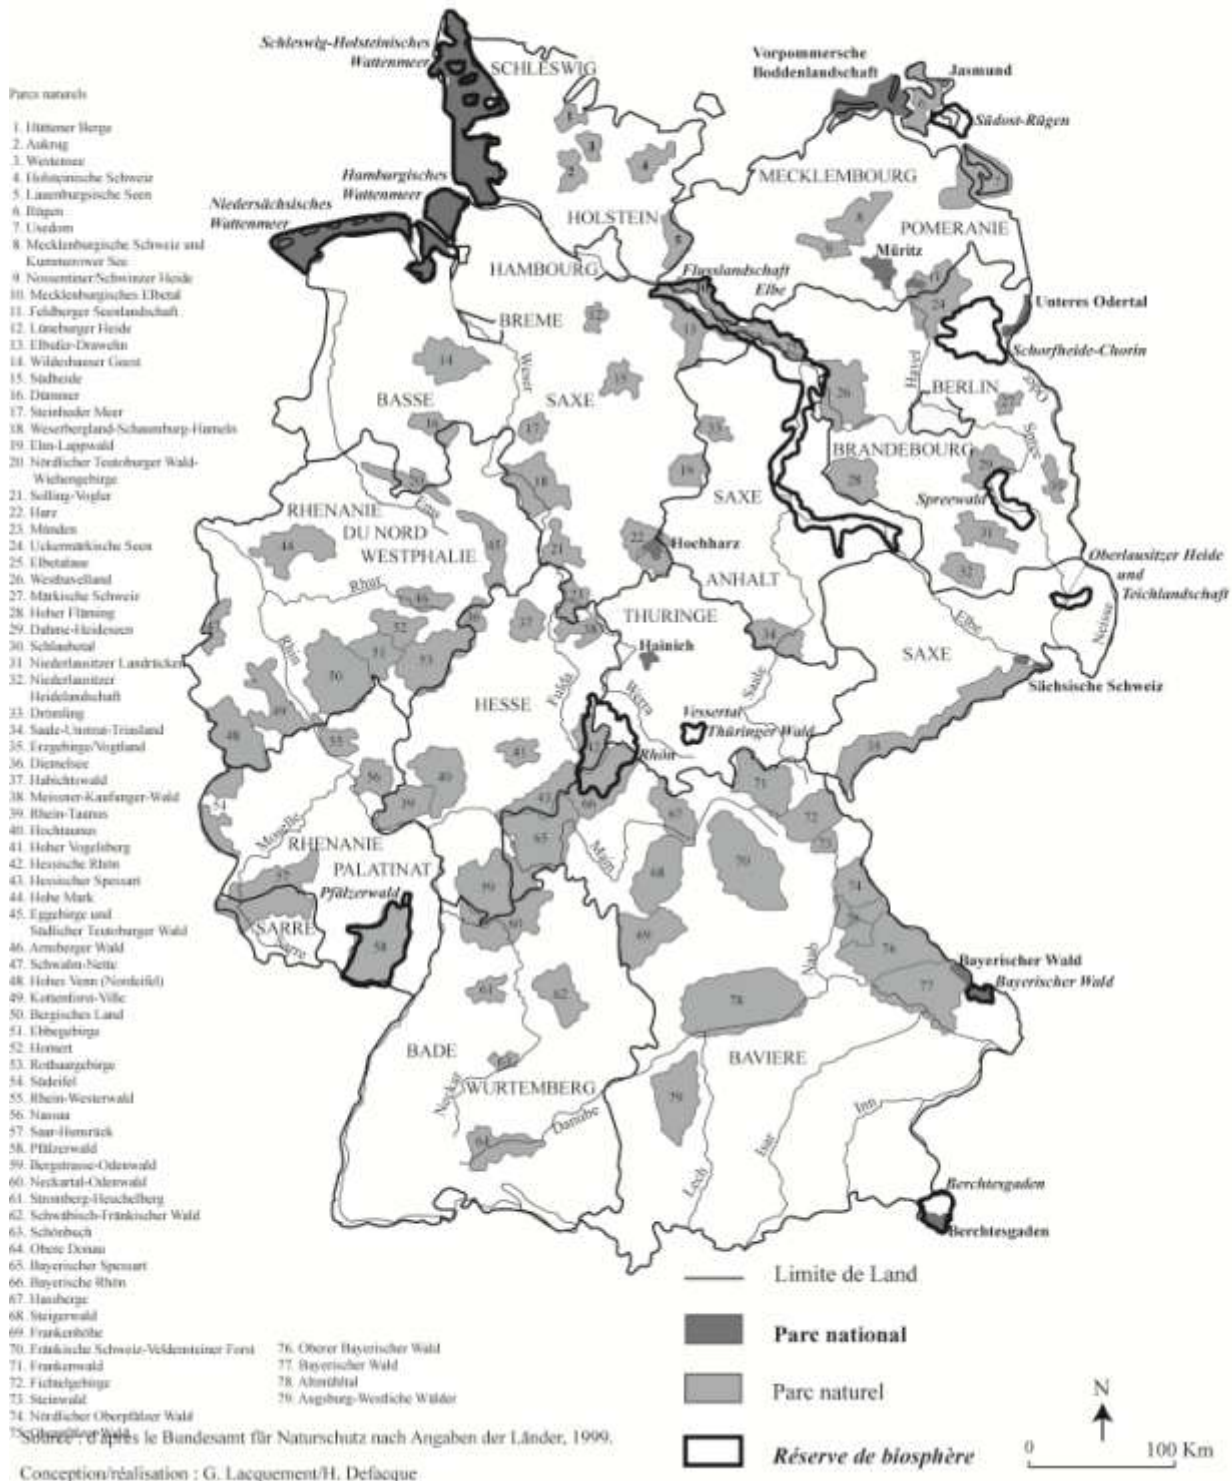 Parcs naturels
1. Hüttener Berge
2. Aukrug
3. Westensee
4. Holsteinische Schweiz
5. Lauenburgsische Seen
6. Rügen
7. Usedom
8. Mecklenburgische Schweiz und
Kummerower See
9. Nossentiner/Schwinzer Heide
10. Mecklenburgisches Elbetal
11. Feldberger Seenlandschaft
12. Lüneburger Heide
13. Elbufer-Drawehn
14. Wildeshauser Geest
15. Südheide
16. Dümmer
17. Steinhuder Meer
18. Weserbergland-Schaumburg-Hameln
19. Elm-Lappwald
20. Nördlicher Teutoburger Wald-
Wiehengebirge
21. Solling-Vogler
22. Harz
23. Münden
24. Uckermärkische Seen
25. Elbetalaue
26. Westhavelland
27. Märkische Schweiz
28. Hoher Fläming
29. Dahme-Heideseen
30. Schlaubetal
31. Niederlausitzer Landrücken
32. Niederlausitzer
Heidelandschaft
33. Drömling
34. Saale-Unstrut-Triasland
35. Erzgebirge/Vogtland
36. Diemelsee
37. Habichtswald
38. Meissner-Kaufunger-Wald
39. Rhein-Taunus
40. Hochtaunus
41. Hoher Vogelsberg
42. Hessische Rhön
43. Hessischer Spessart
44. Hohe Mark
45. Eggebirge und
Südlicher Teutoburger Wald
46. Arnsberger Wald
47. Schwalm-Nette
48. Hohes Venn (Nordeifel)
49. Kottenforst-Ville
50. Bergisches Land
51. Ebbegebirge
52. Homert
53. Rothaargebirge
54. Südeifel
55. Rhein-Westerwald
56. Nassau
57. Saar-Hunsrück
58. Pfälzerwald
59. Bergstrasse-Odenwald
60. Neckartal-Odenwald
61. Stromberg-Heuchelberg
62. Schwäbisch-Fränkischer Wald
63. Schönbuch
64. Obere Donau
65. Bayerischer Spessart
66. Bayerische Rhön
67. Hassberge
68. Steigerwald
69. Frankenhöhe
70. Fränkische Schweiz-Veldensteiner Forst
71. Frankenwald
72. Fichtelgebirge
73. Steinwald
74. Nördlicher Oberpfälzer Wald
76. Oberer Bayerischer Wald
77. Bayerischer Wald
78. Altmühltal
79. Augsburg-Westliche Wälder
Schleswig-Holsteinisches
Wattenmeer
SCHLESWIG
Vorpommersche
Boddenlandschaft
Jasmund
Südost-Rügen
Hamburgisches
Wattenmeer
Niedersächsisches
Wattenmeer
MECKLEMBOURG
HOLSTEIN
POMERANIE
Müritz
HAMBOURG
Flusslandschaft
Elbe
Unteres Odertal
BREME
Schorfheide-Chorin
Weser
Havel
BERLIN
BASSE
SAXE
Spree
BRANDEBOURG
SAXE
Spreewald
Ems
RHENANIE
DU NORD
WESTPHALIE
Hochharz
Oberlausitzer Heide
und
Teichlandschaft
ANHALT
Rhur
THURINGE
Elbe
Neisse
Rhin
Hainich
SAXE
Saale
Sächsische Schweiz
HESSE
Fulda
Werra
Vessertal
Thüringer Wald
Rhön
Moselle
RHENANIE
PALATINAT
Main
Pfälzerwald
SARRE
Naab
Bayerischer Wald
Bayerischer Wald
BADE
BAVIERE
Neckar
WURTEMBERG
Danube
Inn
Isar
Lech
Berchtesgaden
Berchtesgaden
Limite de Land
Parc national
Parc naturel
Réserve de biosphère
N
0 100 Km
Source : d'après le Bundesamt für Naturschutz nach Angaben der Länder, 1999.
Conception/réalisation : G. Lacquement/H. Defacque